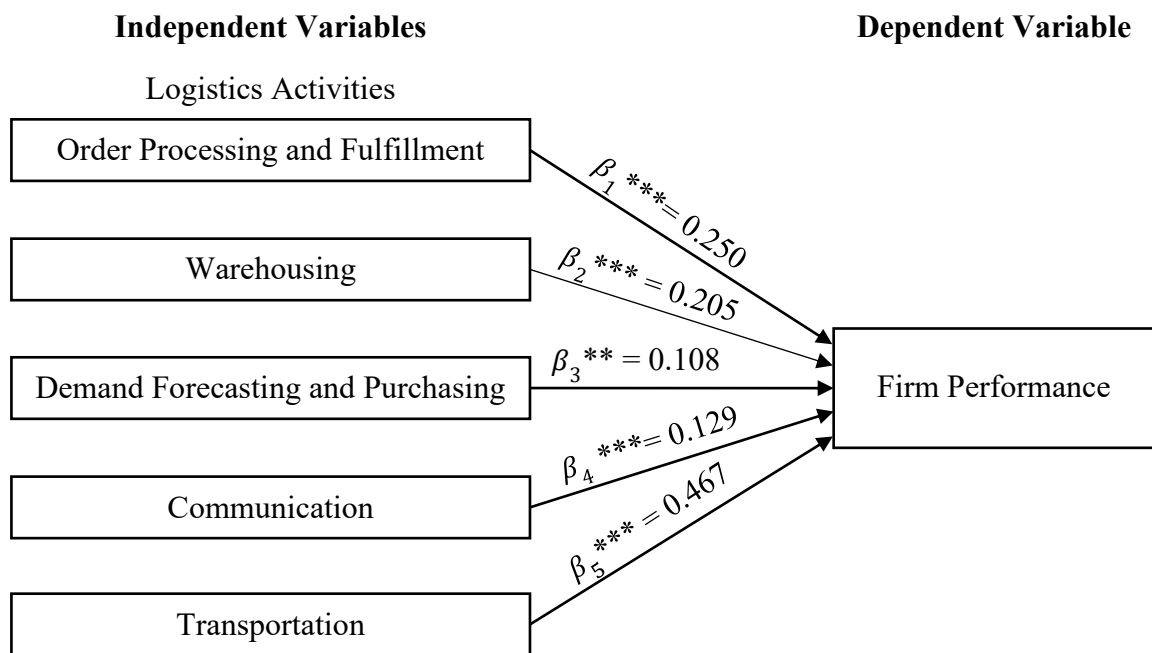 Independent Variables
Dependent Variable
Logistics Activities
Order Processing and Fulfillment
β₁ ***= 0.250
Warehousing
β₂ *** = 0.205
Demand Forecasting and Purchasing
β₃ ** = 0.108
Firm Performance
Communication
β₄ ***= 0.129
Transportation
β₅ *** = 0.467